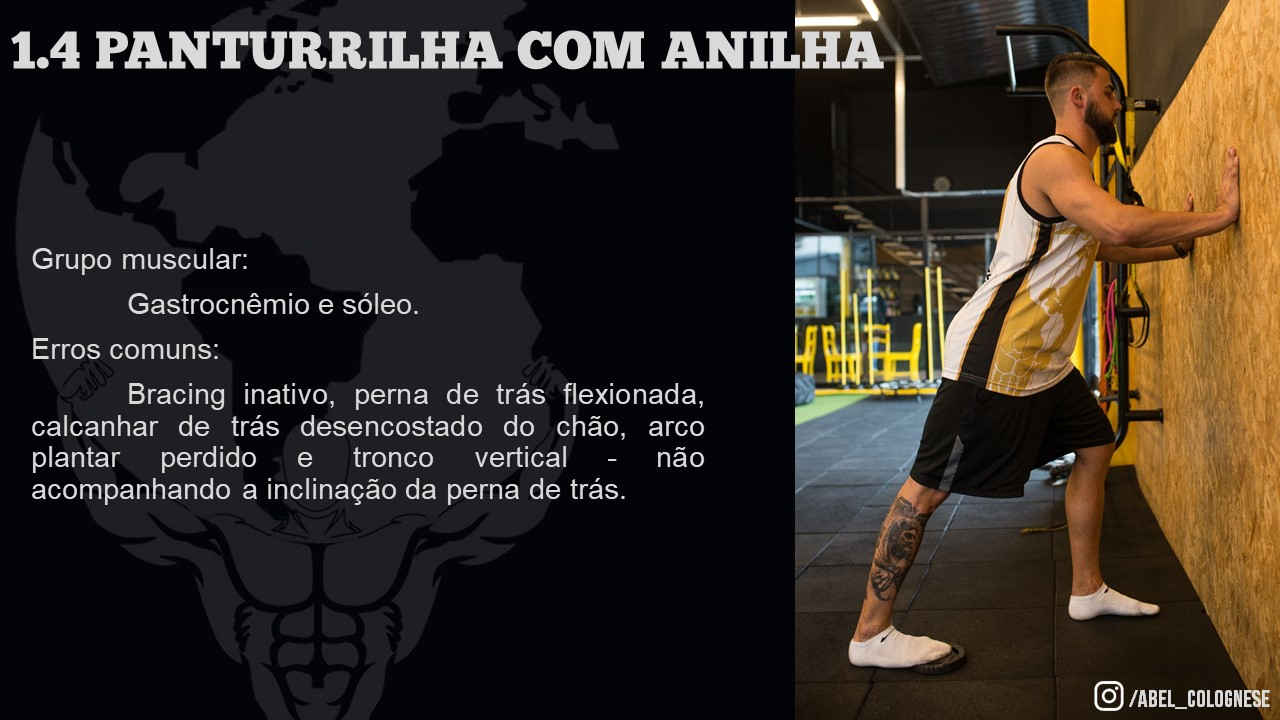 1.4 PANTURRILHA COM ANILHA
Grupo muscular:
Gastrocnêmio e sóleo.
Erros comuns:
Bracing inativo, perna de trás flexionada,
calcanhar de trás desencostado do chão, arco
plantar perdido e tronco vertical - não
acompanhando a inclinação da perna de trás.
/ABEL_COLOGNESE